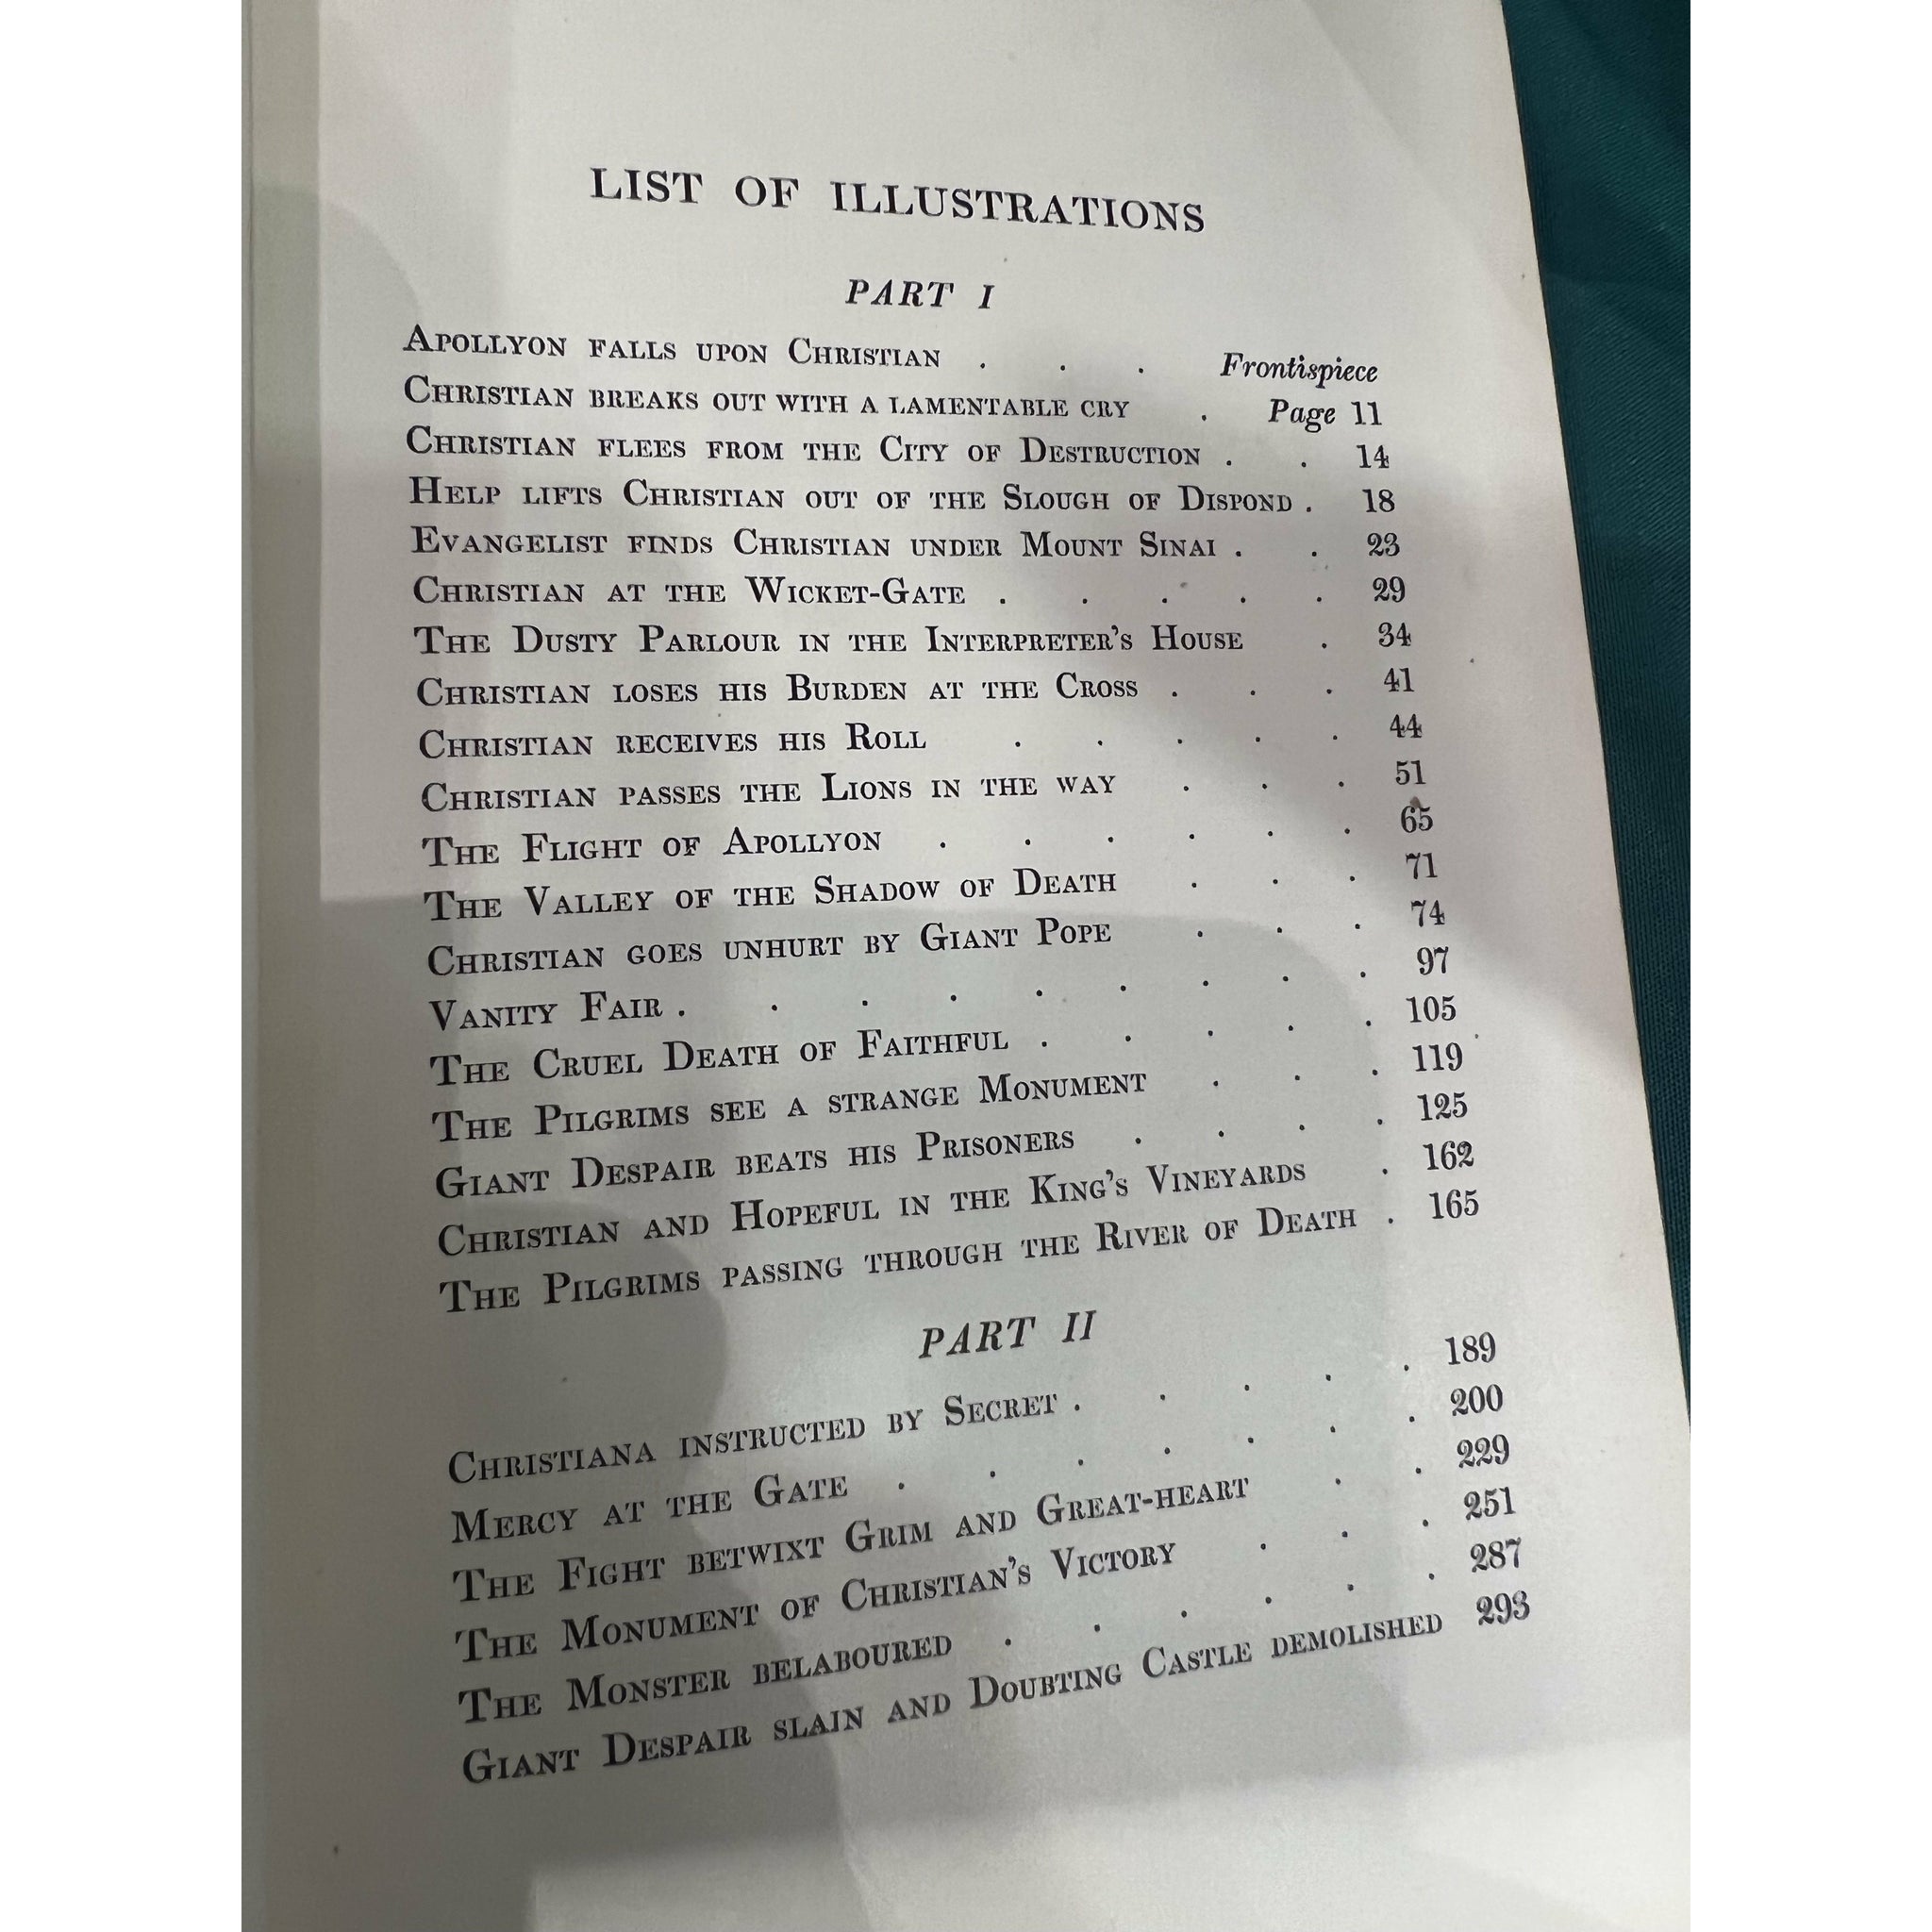 LIST OF ILLUSTRATIONS
PART I
APOLLYON FALLS UPON CHRISTIAN . . . Frontispiece
CHRISTIAN BREAKS OUT WITH A LAMENTABLE CRY . Page 11
CHRISTIAN FLEES FROM THE CITY OF DESTRUCTION . . 14
HELP LIFTS CHRISTIAN OUT OF THE SLOUGH OF DISPOND . 18
EVANGELIST FINDS CHRISTIAN UNDER MOUNT SINAI . . 23
CHRISTIAN AT THE WICKET-GATE . . . . . 29
THE DUSTY PARLOUR IN THE INTERPRETER'S HOUSE . 34
CHRISTIAN LOSES HIS BURDEN AT THE CROSS . . . 41
CHRISTIAN RECEIVES HIS ROLL . . . . . 44
CHRISTIAN PASSES THE LIONS IN THE WAY . . . 51
THE FLIGHT OF APOLLYON . . . . . . 65
THE VALLEY OF THE SHADOW OF DEATH . . . 71
CHRISTIAN GOES UNHURT BY GIANT POPE . . . 74
VANITY FAIR . . . . . . . . . 97
THE CRUEL DEATH OF FAITHFUL . . . . . 105
THE PILGRIMS SEE A STRANGE MONUMENT . . . 119
GIANT DESPAIR BEATS HIS PRISONERS . . . . 125
CHRISTIAN AND HOPEFUL IN THE KING'S VINEYARDS . 162
THE PILGRIMS PASSING THROUGH THE RIVER OF DEATH . 165
PART II
CHRISTIANA INSTRUCTED BY SECRET . . . . . 189
MERCY AT THE GATE . . . . . . . 200
THE FIGHT BETWIXT GRIM AND GREAT-HEART . . 229
THE MONUMENT OF CHRISTIAN'S VICTORY . . . 251
THE MONSTER BELABOURED . . . . . . 287
GIANT DESPAIR SLAIN AND DOUBTING CASTLE DEMOLISHED 293